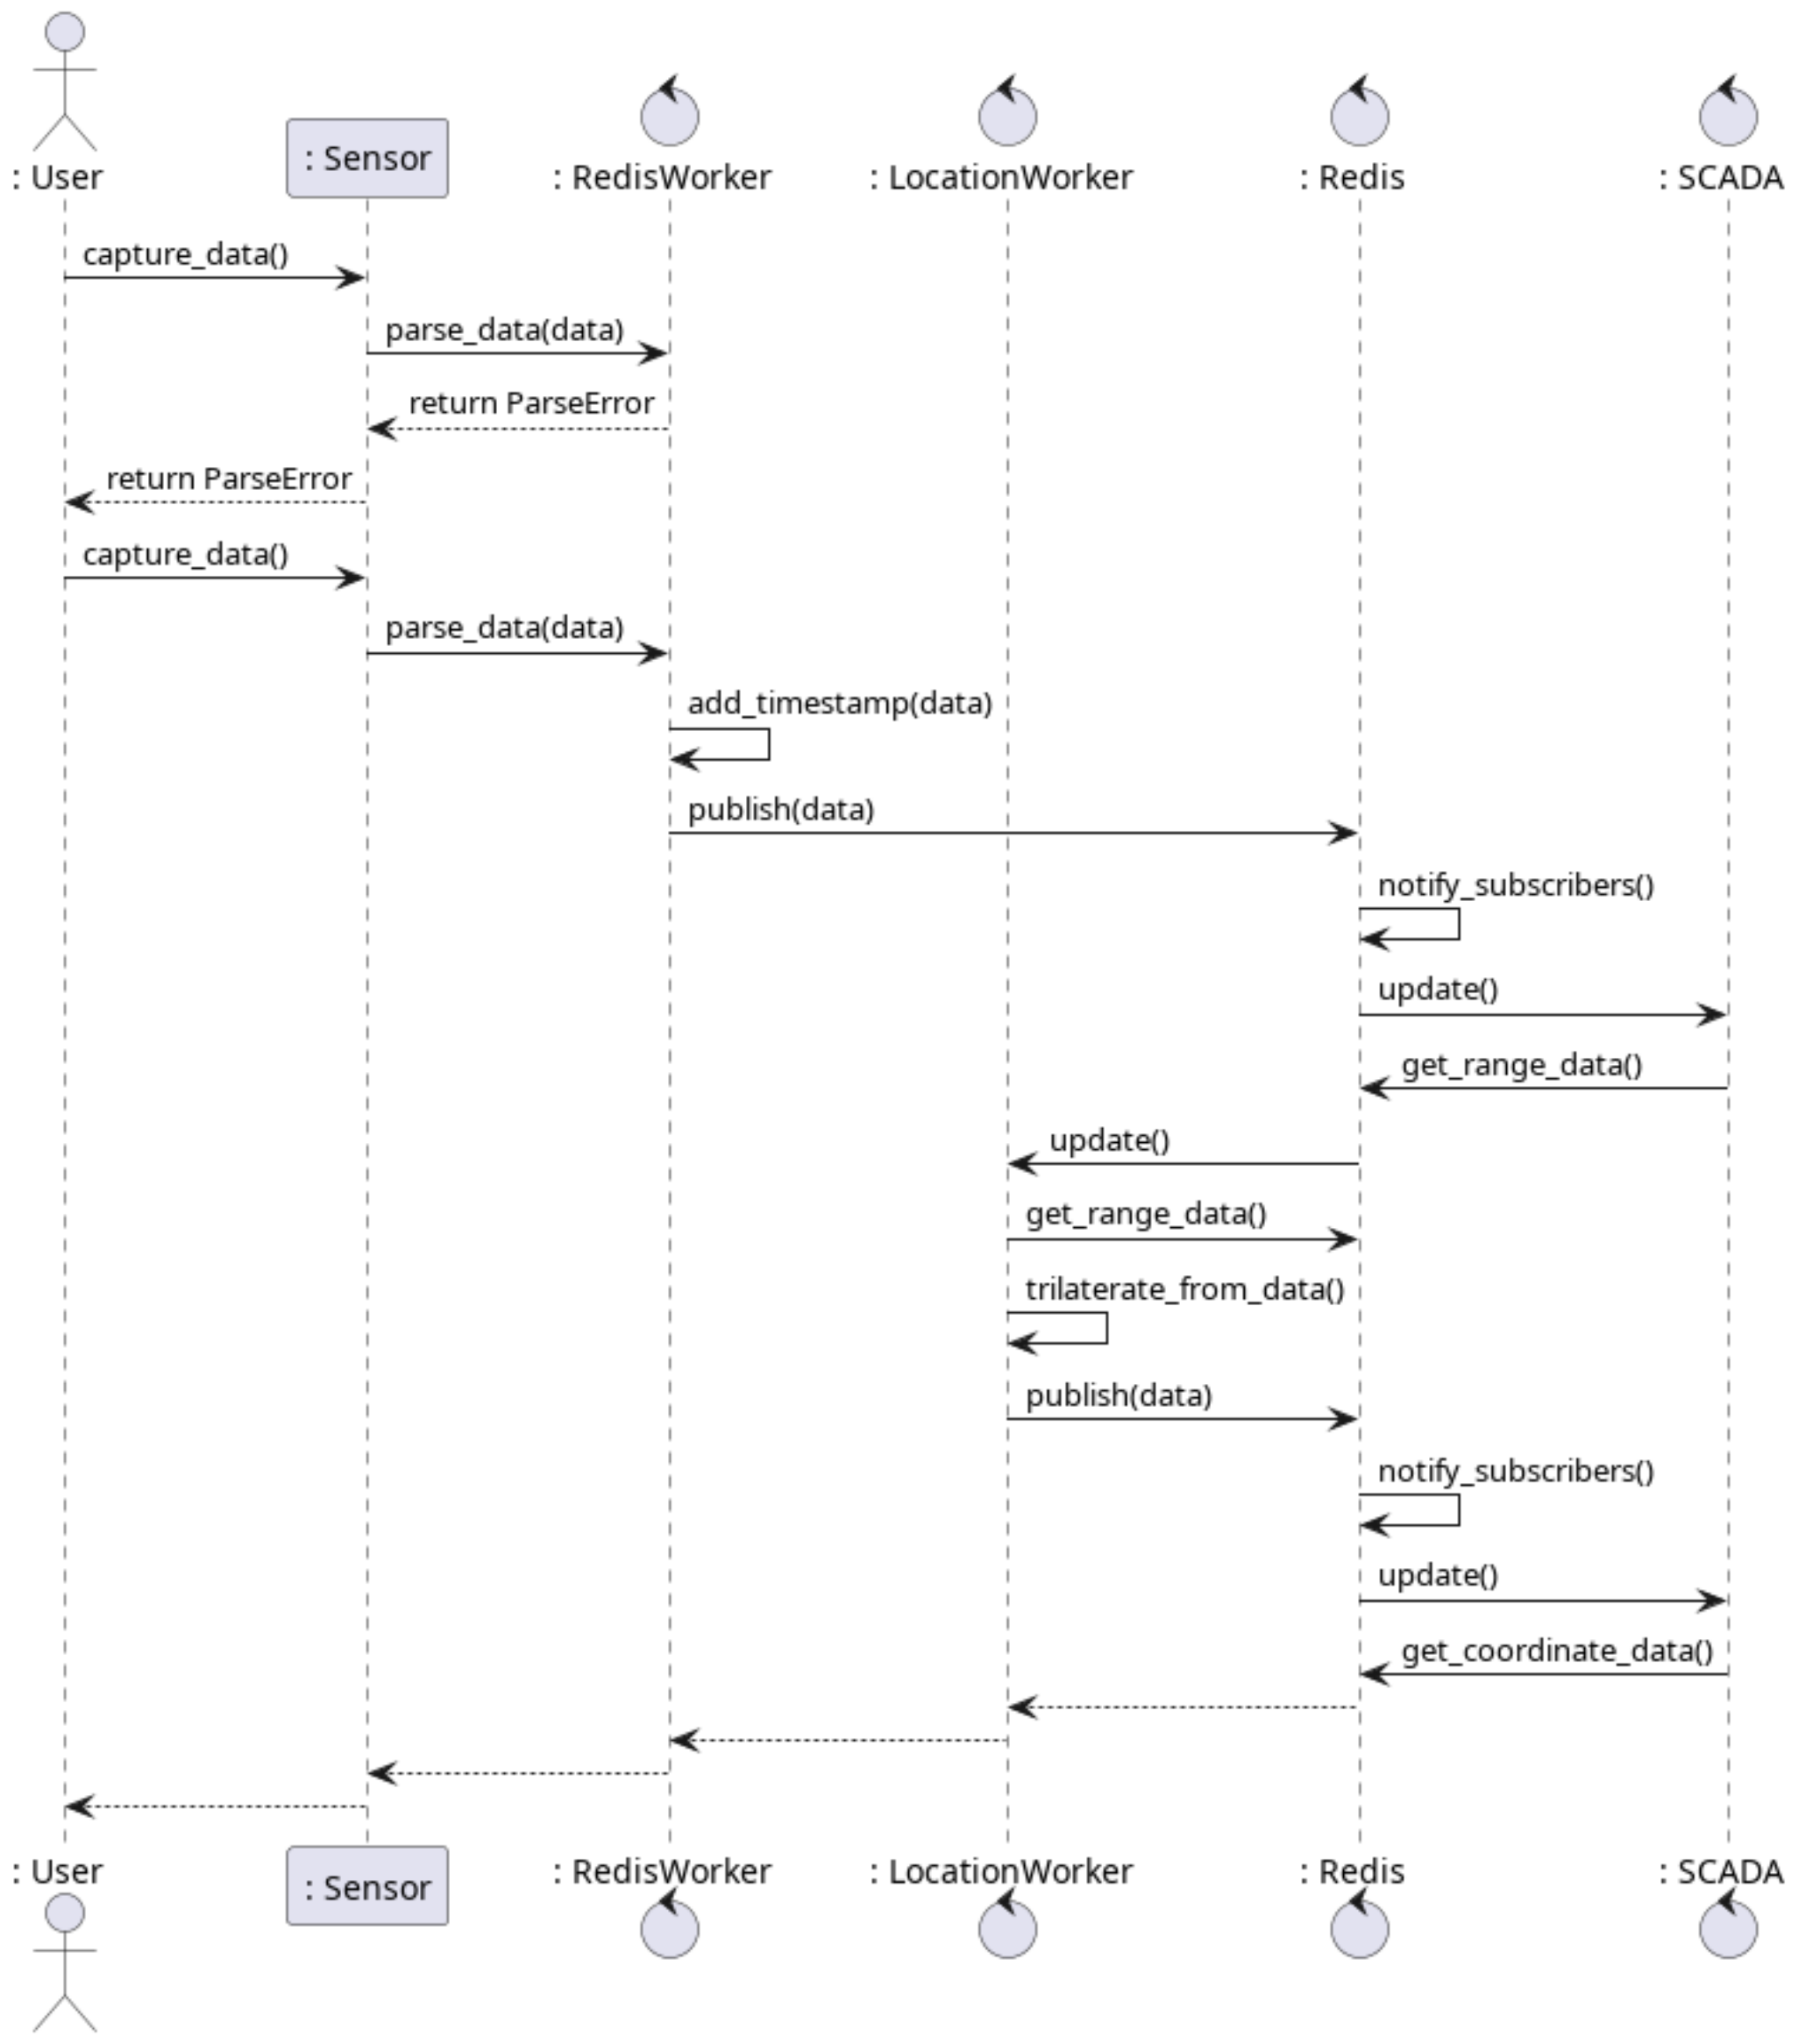 : User
: Sensor
: RedisWorker
: LocationWorker
: Redis
: SCADA
capture_data()
parse_data(data)
return ParseError
return ParseError
capture_data()
parse_data(data)
add_timestamp(data)
publish(data)
notify_subscribers()
update()
get_range_data()
update()
get_range_data()
trilaterate_from_data()
publish(data)
notify_subscribers()
update()
get_coordinate_data()
: User
: Sensor
: RedisWorker
: LocationWorker
: Redis
: SCADA